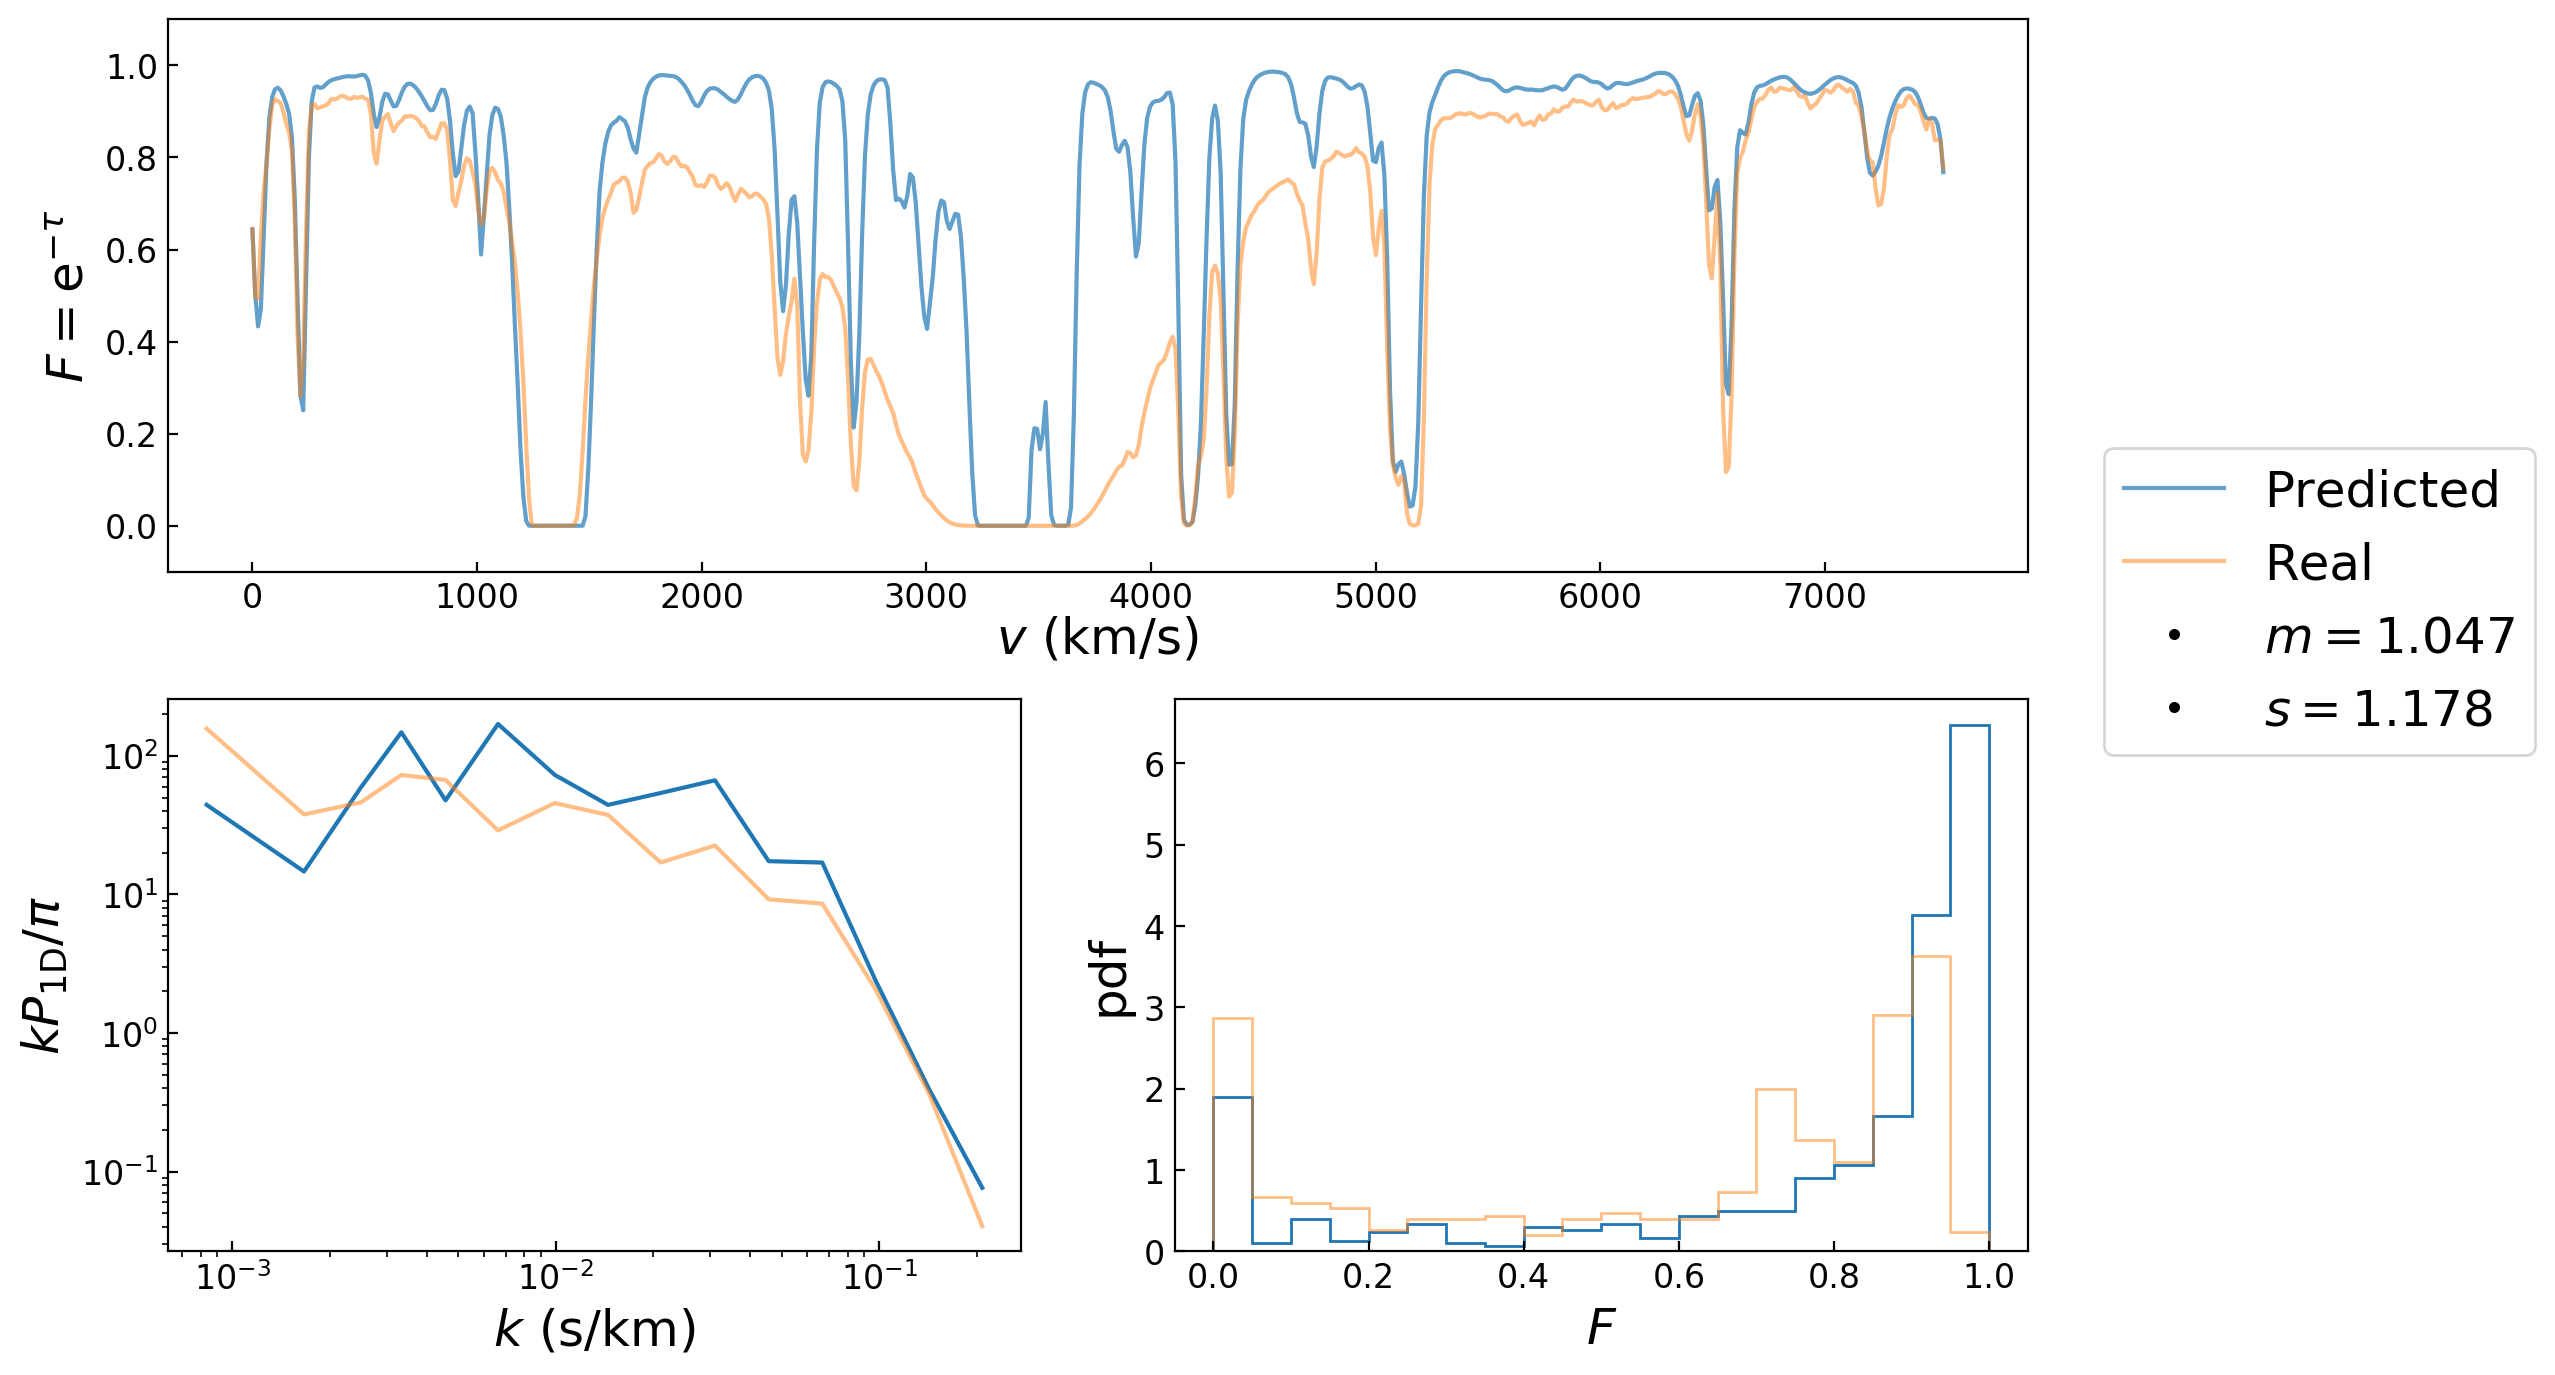 F = e^{-τ}
1.0
0.8
0.6
0.4
0.2
0.0
0 1000 2000 3000 4000 5000 6000 7000
v (km/s)
Predicted
Real
m = 1.047
s = 1.178
kP_{1D}/π
10^2
10^1
10^0
10^{-1}
10^{-3} 10^{-2} 10^{-1}
k (s/km)
pdf
6
5
4
3
2
1
0
0.0 0.2 0.4 0.6 0.8 1.0
F